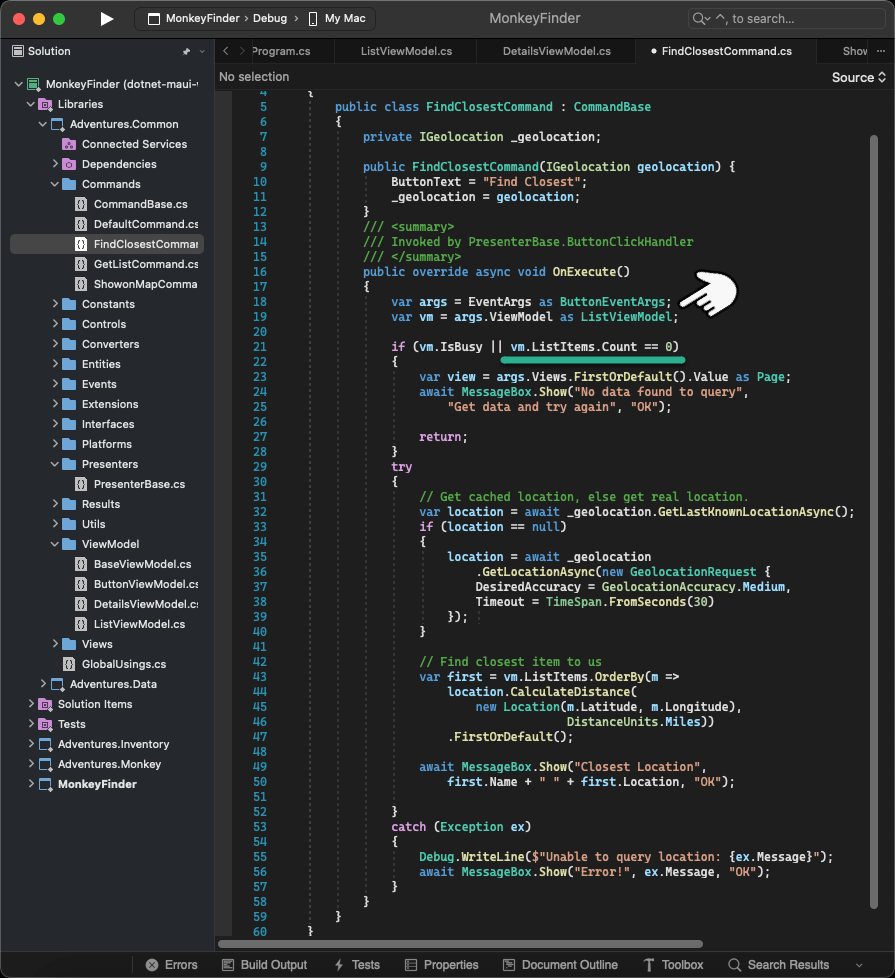 MonkeyFinder › Debug › My Mac
MonkeyFinder
⌃, to search...
Solution
Program.cs
ListViewModel.cs
DetailsViewModel.cs
FindClosestCommand.cs
Show
No selection
Source
MonkeyFinder (dotnet-maui-
Libraries
Adventures.Common
Connected Services
Dependencies
Commands
CommandBase.cs
DefaultCommand.cs
FindClosestComman
GetListCommand.cs
ShowonMapComma
Constants
Controls
Converters
Entities
Events
Extensions
Interfaces
Platforms
Presenters
PresenterBase.cs
Results
Utils
ViewModel
BaseViewModel.cs
ButtonViewModel.cs
DetailsViewModel.cs
ListViewModel.cs
Views
GlobalUsings.cs
Adventures.Data
Solution Items
Tests
Adventures.Inventory
Adventures.Monkey
MonkeyFinder
4 {
5 public class FindClosestCommand : CommandBase
6 {
7 private IGeolocation _geolocation;
8
9 public FindClosestCommand(IGeolocation geolocation) {
10 ButtonText = "Find Closest";
11 _geolocation = geolocation;
12 }
13 /// <summary>
14 /// Invoked by PresenterBase.ButtonClickHandler
15 /// </summary>
16 public override async void OnExecute()
17 {
18 var args = EventArgs as ButtonEventArgs;
19 var vm = args.ViewModel as ListViewModel;
20
21 if (vm.IsBusy || vm.ListItems.Count == 0)
22 {
23 var view = args.Views.FirstOrDefault().Value as Page;
24 await MessageBox.Show("No data found to query",
25 "Get data and try again", "OK");
26
27 return;
28 }
29 try
30 {
31 // Get cached location, else get real location.
32 var location = await _geolocation.GetLastKnownLocationAsync();
33 if (location == null)
34 {
35 location = await _geolocation
36 .GetLocationAsync(new GeolocationRequest {
37 DesiredAccuracy = GeolocationAccuracy.Medium,
38 Timeout = TimeSpan.FromSeconds(30)
39 });
40 }
41
42 // Find closest item to us
43 var first = vm.ListItems.OrderBy(m =>
44 location.CalculateDistance(
45 new Location(m.Latitude, m.Longitude),
46 DistanceUnits.Miles))
47 .FirstOrDefault();
48
49 await MessageBox.Show("Closest Location",
50 first.Name + " " + first.Location, "OK");
51
52 }
53 catch (Exception ex)
54 {
55 Debug.WriteLine($"Unable to query location: {ex.Message}");
56 await MessageBox.Show("Error!", ex.Message, "OK");
57 }
58 }
59 }
60 }
Errors
Build Output
Tests
Properties
Document Outline
Toolbox
Search Results